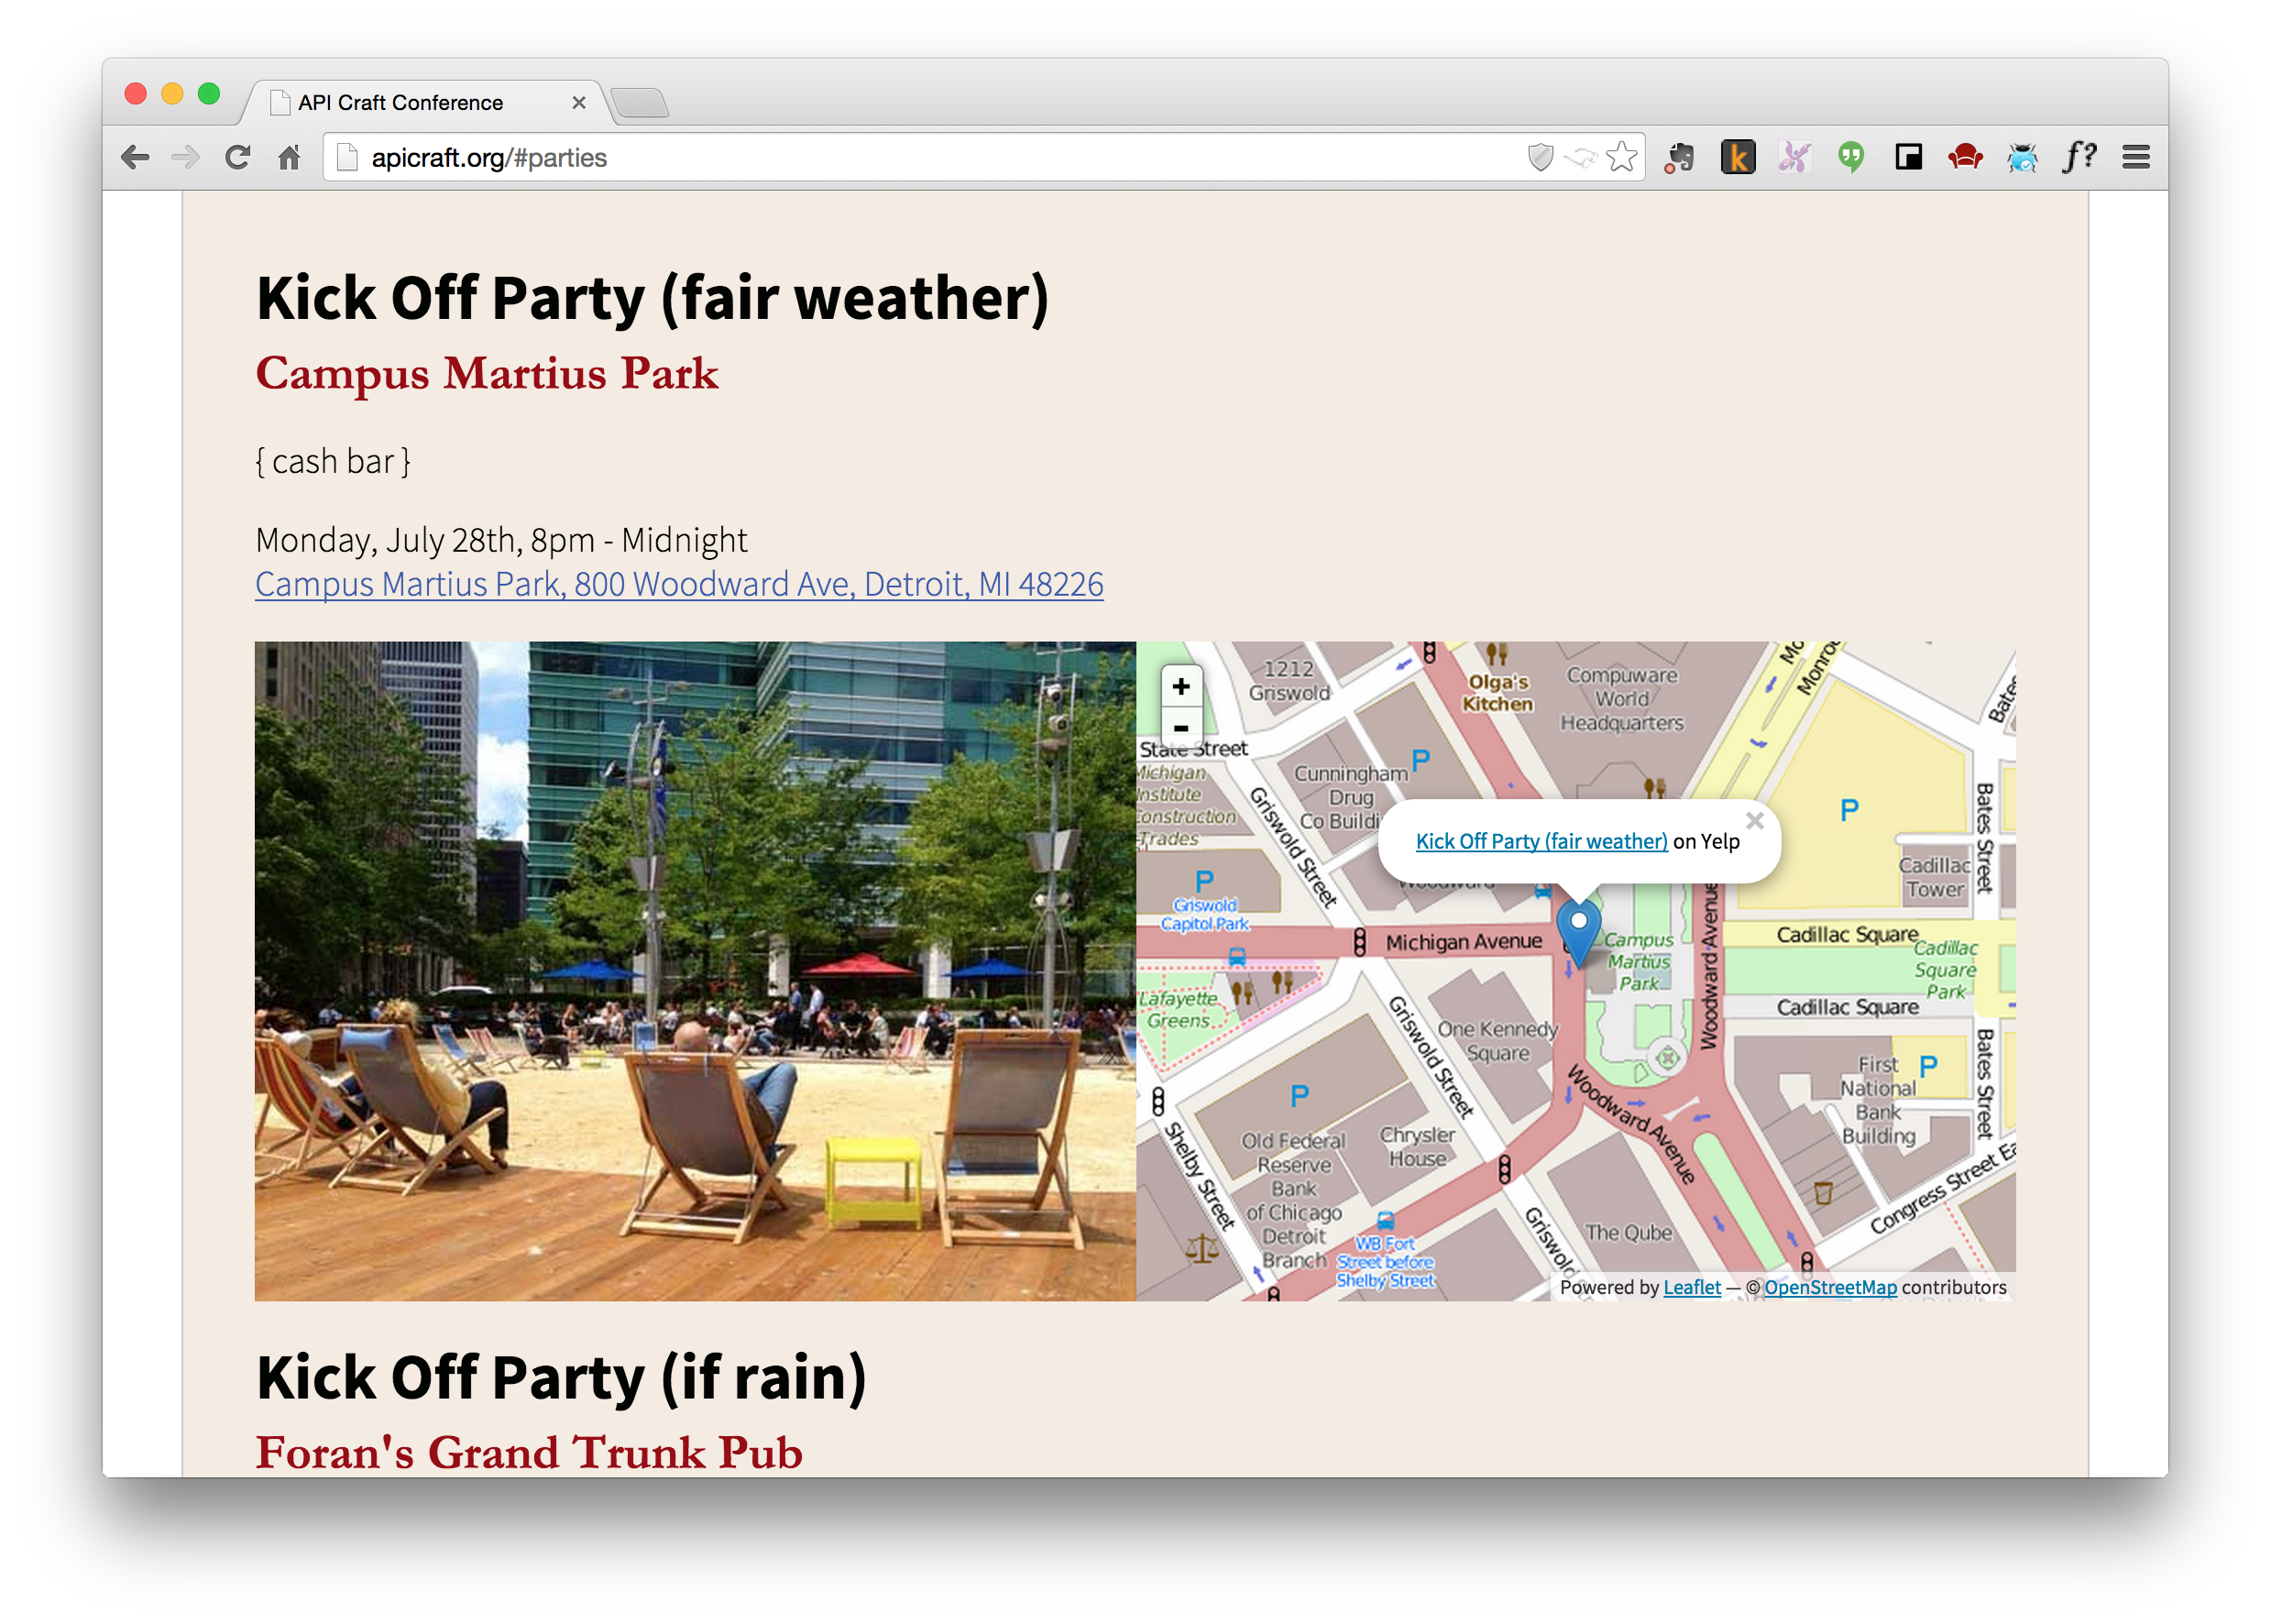 API Craft Conference
apicraft.org/#parties
k
f?
Kick Off Party (fair weather)
Campus Martius Park
{ cash bar }
Monday, July 28th, 8pm - Midnight
Campus Martius Park, 800 Woodward Ave, Detroit, MI 48226
+
-
1212
Griswold
Olga's
Kitchen
Compuware
World
Headquarters
Monroe
Bates
State Street
Michigan
Institute
Construction
Trades
Cunningham
Drug
Co Buildi
P
Griswold Street
P
Kick Off Party (fair weather) on Yelp
Bates Street
Cadillac
Tower
P
Griswold
Capitol Park
Woodward
Michigan Avenue
Campus
Martius
Park
Woodward Avenue
Cadillac Square
Cadillac
Square
Park
Cadillac Square
Lafayette
Greens
Griswold Street
One Kennedy
Square
Bates Street
First
National
Bank
Building
P
P
Woodward Avenue
Shelby Street
Old Federal
Reserve
Bank
of Chicago
Detroit
Branch
Chrysler
House
Congress Street Ea
The Qube
Griswold
WB Fort
Street before
Shelby Street
Powered by Leaflet — © OpenStreetMap contributors
Kick Off Party (if rain)
Foran's Grand Trunk Pub